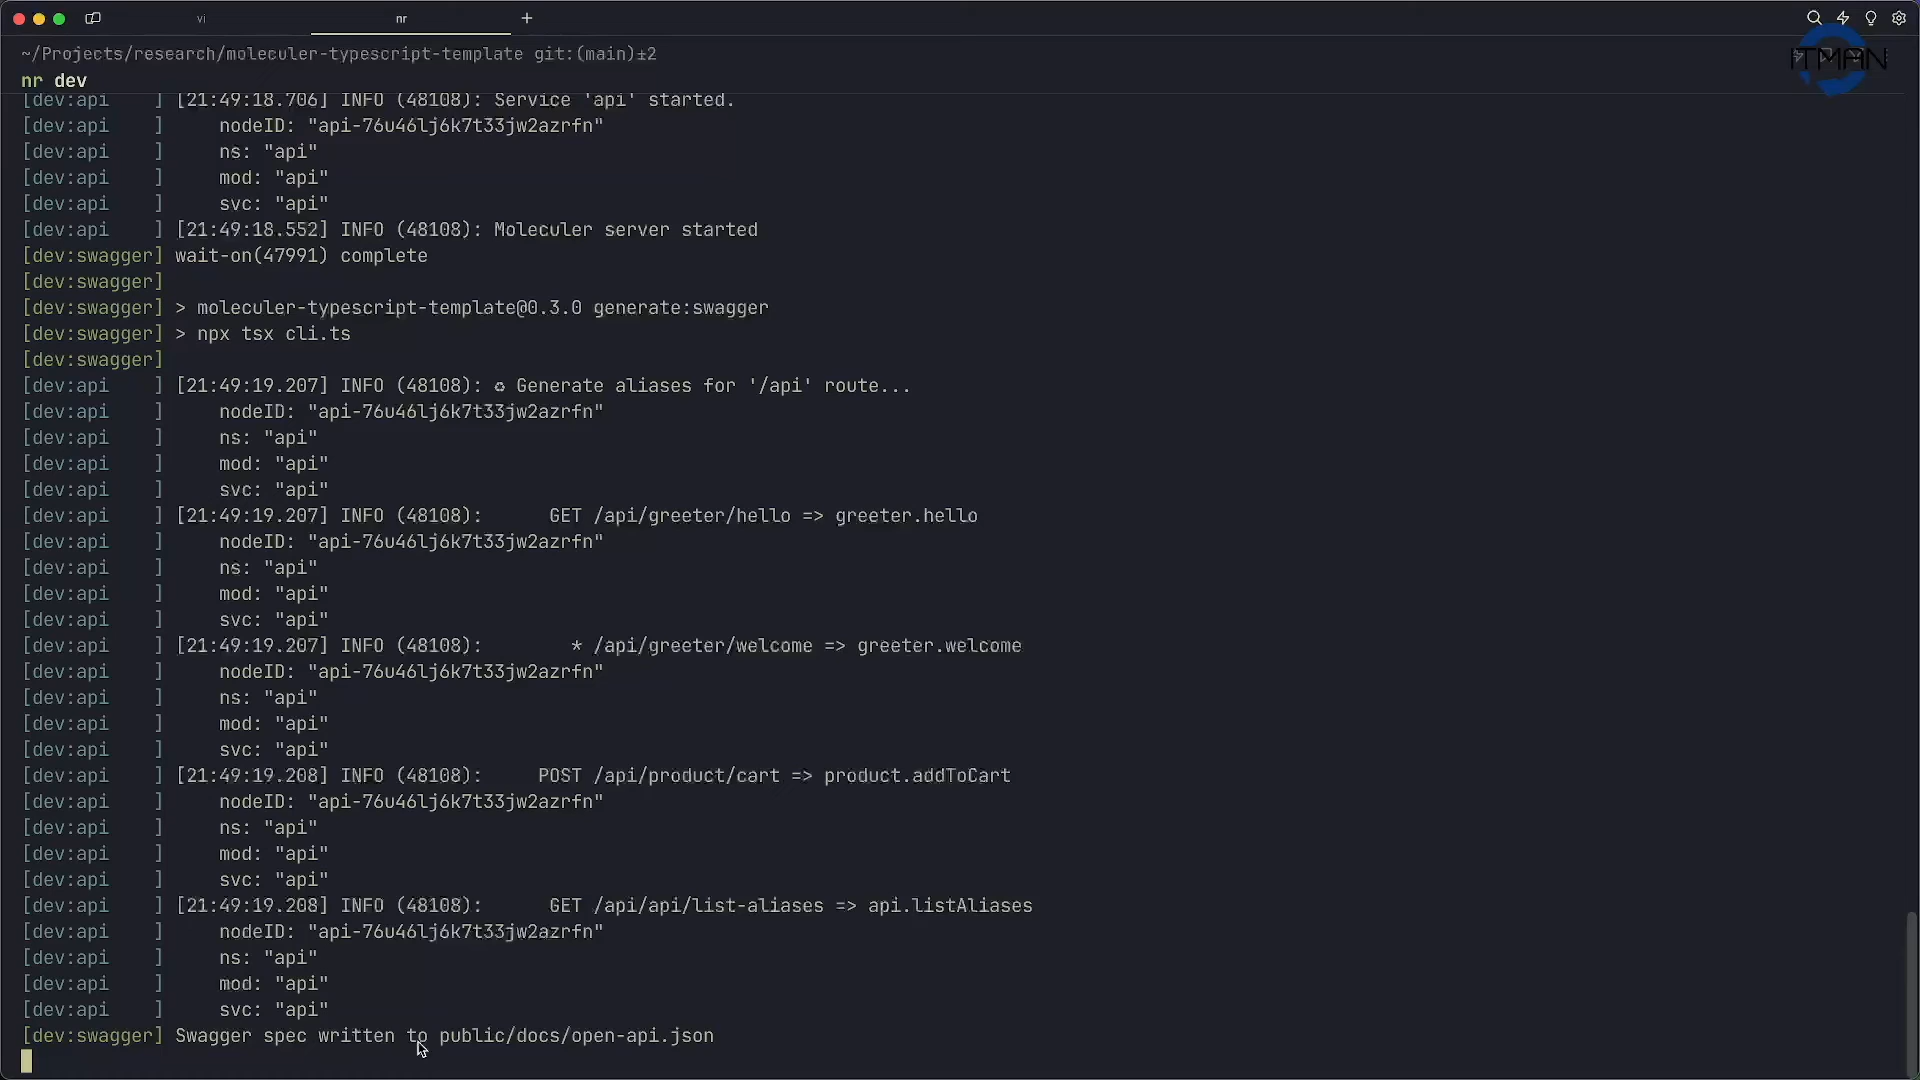 vi
nr
+
~/Projects/research/moleculer-typescript-template git:(main)±2
ITMAN
nr dev
[dev:api    ] [21:49:18.706] INFO (48108): Service 'api' started.
[dev:api    ]     nodeID: "api-76u46lj6k7t33jw2azrfn"
[dev:api    ]     ns: "api"
[dev:api    ]     mod: "api"
[dev:api    ]     svc: "api"
[dev:api    ] [21:49:18.552] INFO (48108): Moleculer server started
[dev:swagger] wait-on(47991) complete
[dev:swagger]
[dev:swagger] > moleculer-typescript-template@0.3.0 generate:swagger
[dev:swagger] > npx tsx cli.ts
[dev:swagger]
[dev:api    ] [21:49:19.207] INFO (48108): ♻ Generate aliases for '/api' route...
[dev:api    ]     nodeID: "api-76u46lj6k7t33jw2azrfn"
[dev:api    ]     ns: "api"
[dev:api    ]     mod: "api"
[dev:api    ]     svc: "api"
[dev:api    ] [21:49:19.207] INFO (48108):      GET /api/greeter/hello => greeter.hello
[dev:api    ]     nodeID: "api-76u46lj6k7t33jw2azrfn"
[dev:api    ]     ns: "api"
[dev:api    ]     mod: "api"
[dev:api    ]     svc: "api"
[dev:api    ] [21:49:19.207] INFO (48108):        * /api/greeter/welcome => greeter.welcome
[dev:api    ]     nodeID: "api-76u46lj6k7t33jw2azrfn"
[dev:api    ]     ns: "api"
[dev:api    ]     mod: "api"
[dev:api    ]     svc: "api"
[dev:api    ] [21:49:19.208] INFO (48108):     POST /api/product/cart => product.addToCart
[dev:api    ]     nodeID: "api-76u46lj6k7t33jw2azrfn"
[dev:api    ]     ns: "api"
[dev:api    ]     mod: "api"
[dev:api    ]     svc: "api"
[dev:api    ] [21:49:19.208] INFO (48108):      GET /api/api/list-aliases => api.listAliases
[dev:api    ]     nodeID: "api-76u46lj6k7t33jw2azrfn"
[dev:api    ]     ns: "api"
[dev:api    ]     mod: "api"
[dev:api    ]     svc: "api"
[dev:swagger] Swagger spec written to public/docs/open-api.json